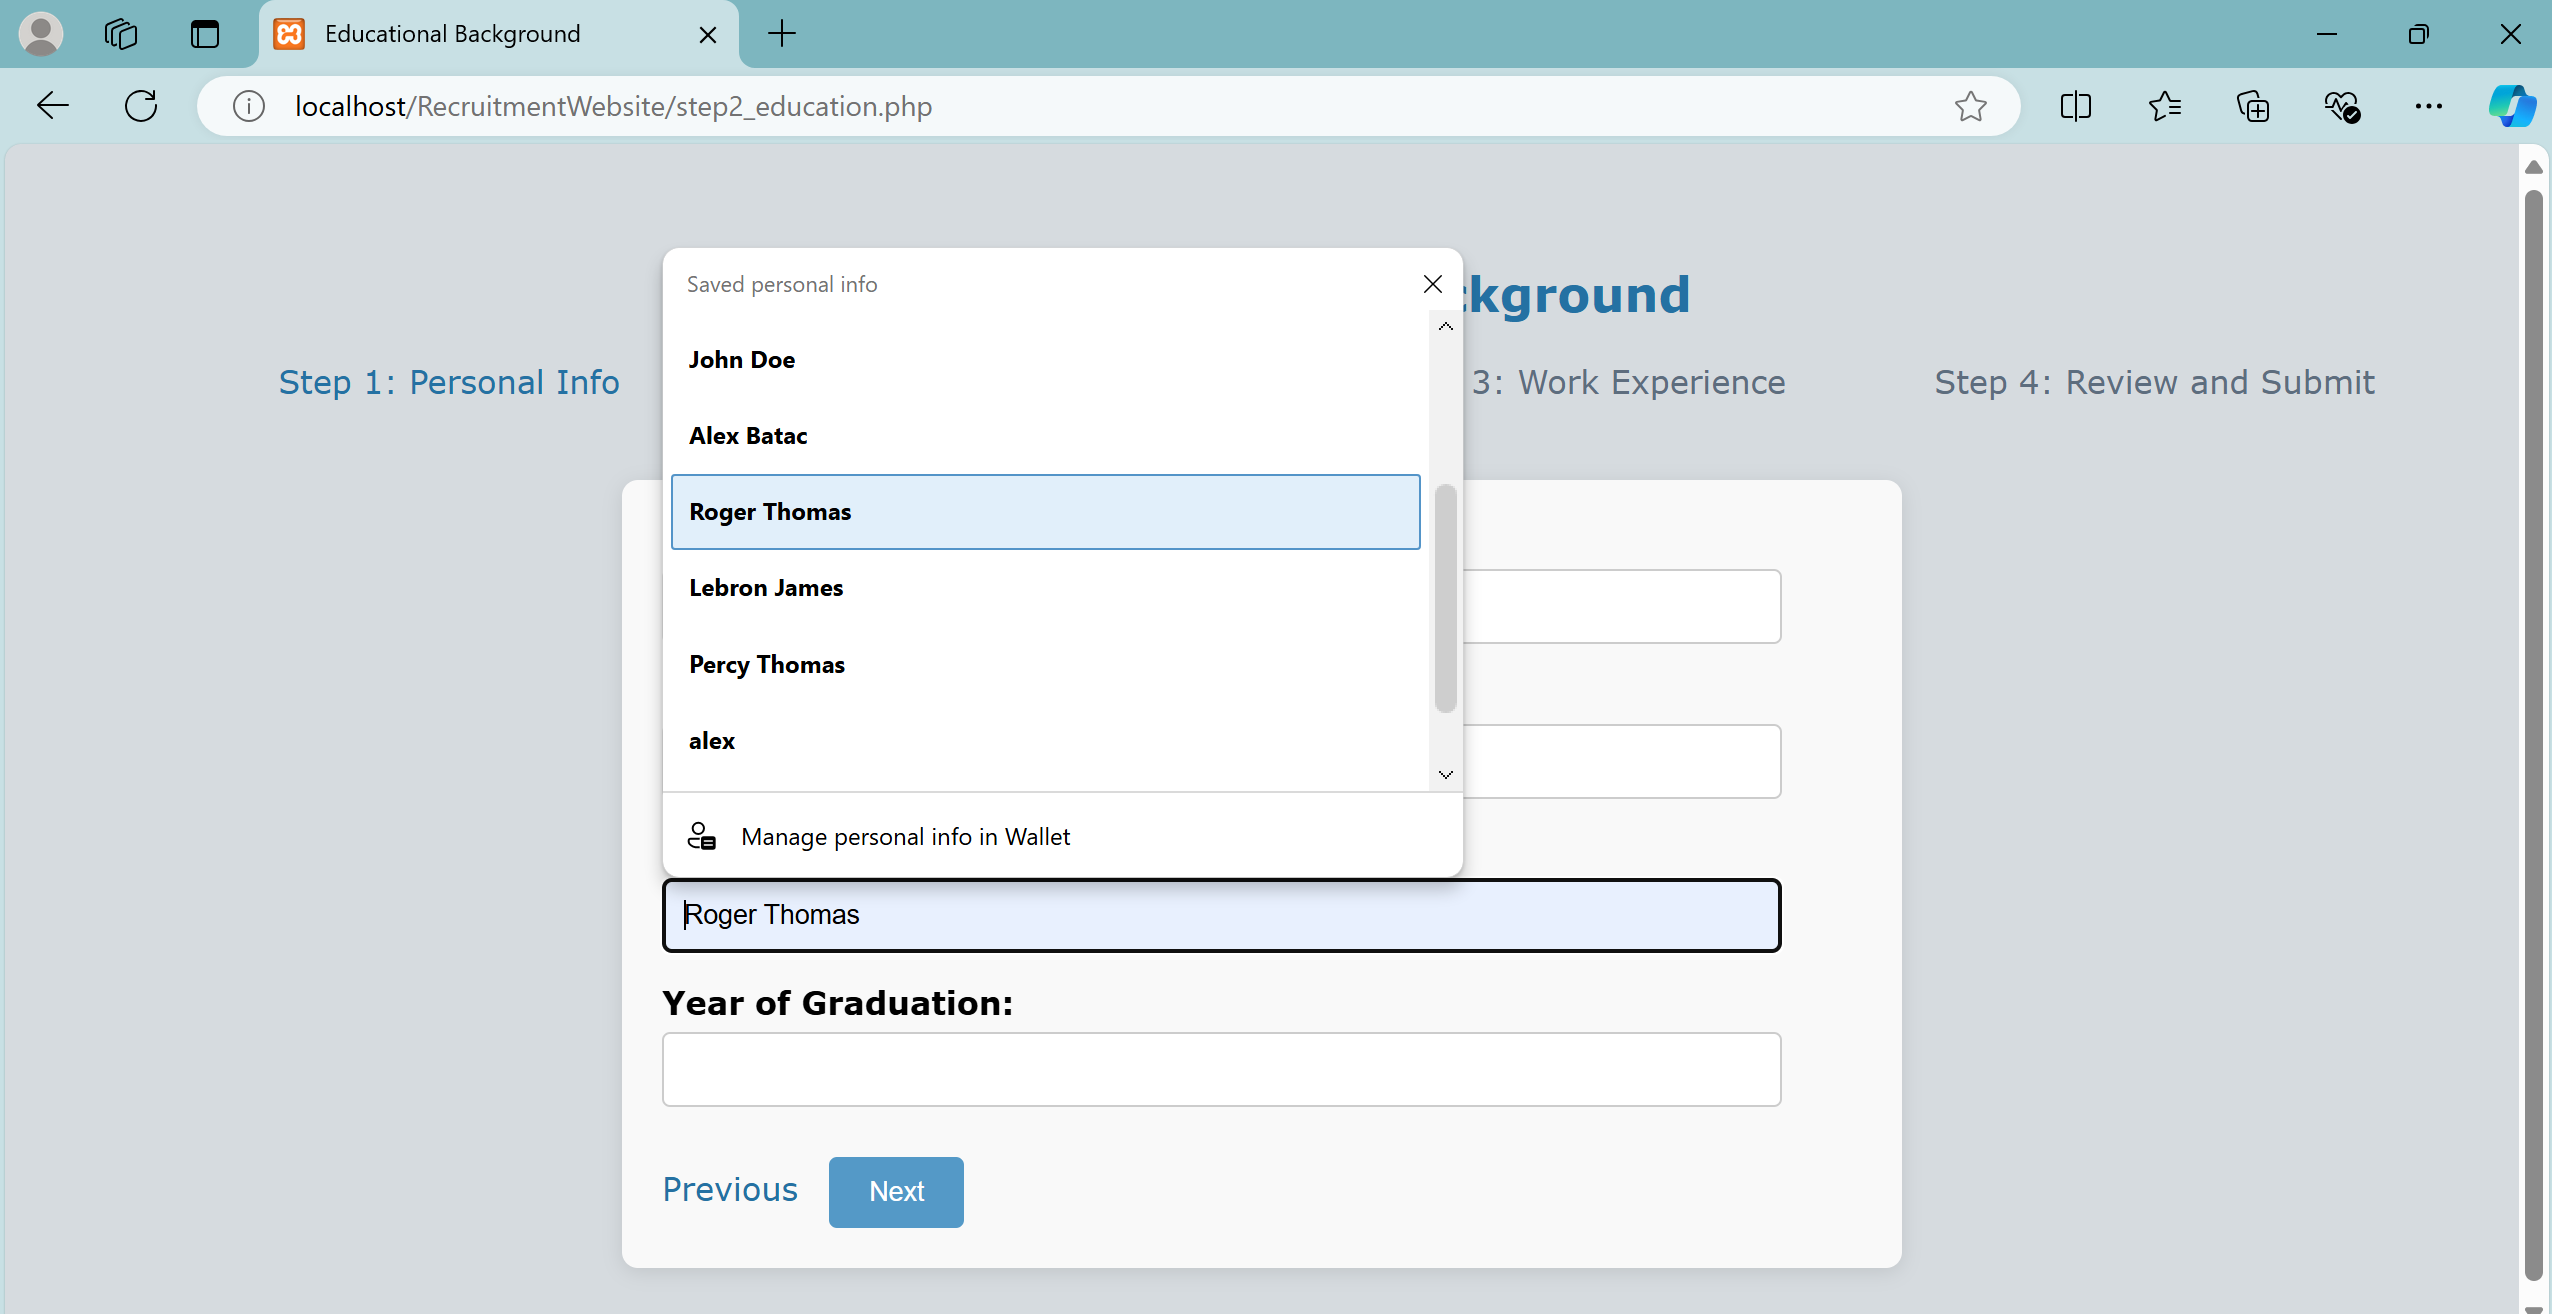 Educational Background
localhost/RecruitmentWebsite/step2_education.php
Saved personal info
ckground
Step 1: Personal Info
3: Work Experience
Step 4: Review and Submit
John Doe
Alex Batac
Roger Thomas
Lebron James
Percy Thomas
alex
Manage personal info in Wallet
Roger Thomas
Year of Graduation:
Previous
Next